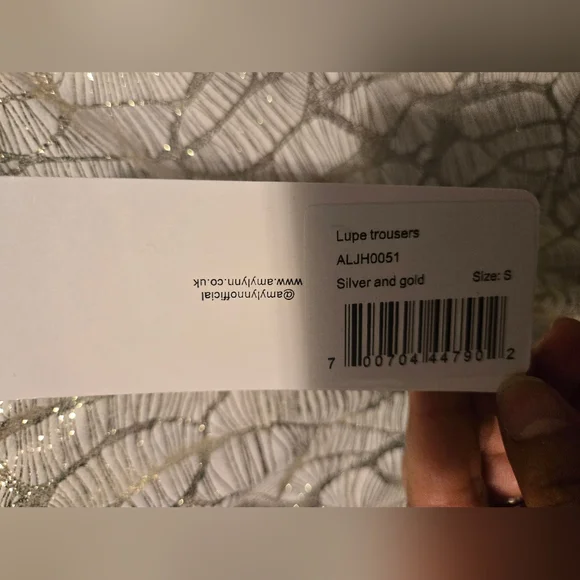 Lupe trousers
ALJH0051
Silver and gold Size: S
7 00704 44790 2
@amylynnofficial
www.amylynn.co.uk